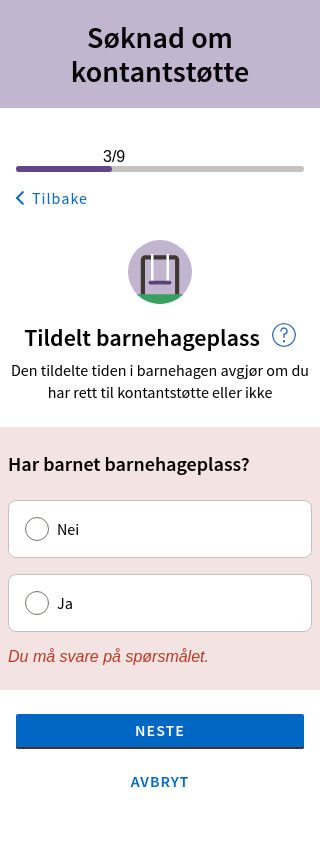 Søknad om
kontantstøtte
3/9
Tilbake
Tildelt barnehageplass
?
Den tildelte tiden i barnehagen avgjør om du
har rett til kontantstøtte eller ikke
Har barnet barnehageplass?
Nei
Ja
Du må svare på spørsmålet.
NESTE
AVBRYT